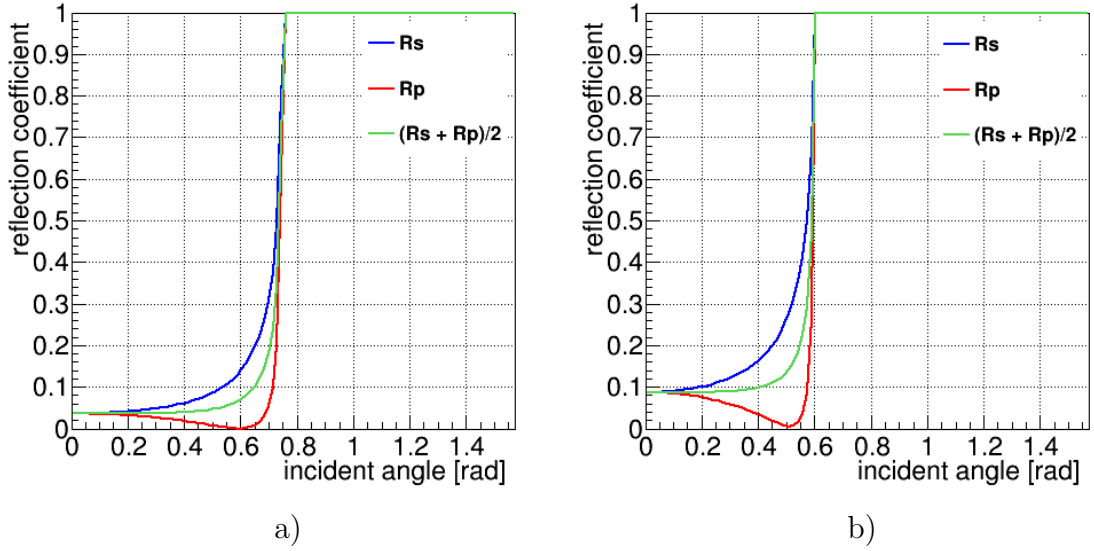 reflection coefficient
1
0.9
0.8
0.7
0.6
0.5
0.4
0.3
0.2
0.1
0
Rs
Rp
(Rs + Rp)/2
0 0.2 0.4 0.6 0.8 1 1.2 1.4
incident angle [rad]
a)
reflection coefficient
1
0.9
0.8
0.7
0.6
0.5
0.4
0.3
0.2
0.1
0
Rs
Rp
(Rs + Rp)/2
0 0.2 0.4 0.6 0.8 1 1.2 1.4
incident angle [rad]
b)